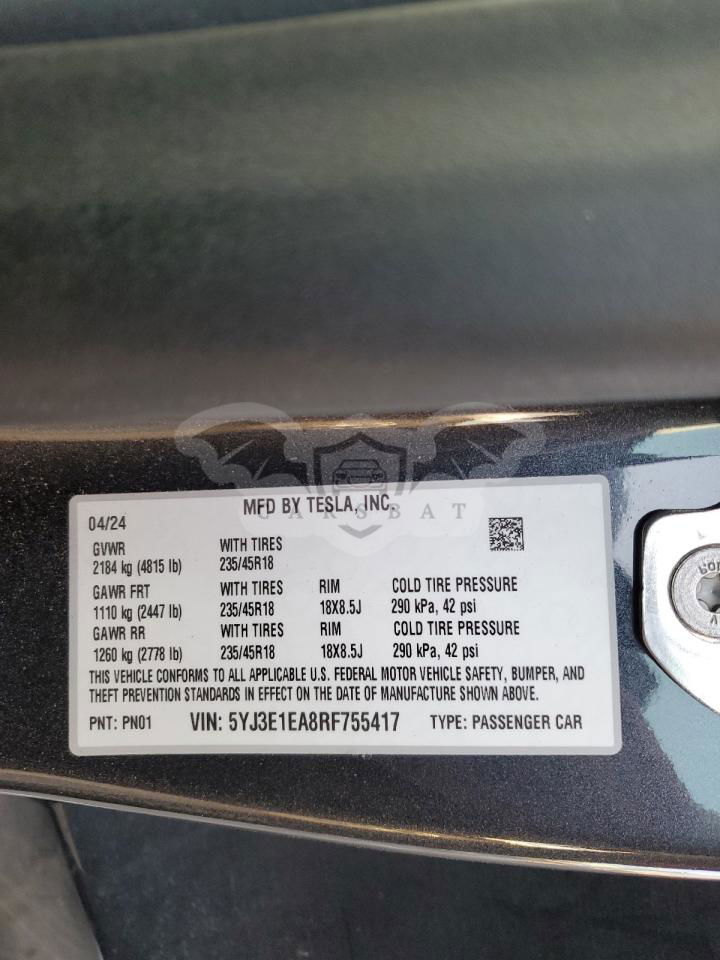 MFD BY TESLA, INC.
CARSBAT
04/24
GVWR WITH TIRES
2184 kg (4815 lb) 235/45R18
GAWR FRT WITH TIRES RIM COLD TIRE PRESSURE
1110 kg (2447 lb) 235/45R18 18X8.5J 290 kPa, 42 psi
GAWR RR WITH TIRES RIM COLD TIRE PRESSURE
1260 kg (2778 lb) 235/45R18 18X8.5J 290 kPa, 42 psi
THIS VEHICLE CONFORMS TO ALL APPLICABLE U.S. FEDERAL MOTOR VEHICLE SAFETY, BUMPER, AND
THEFT PREVENTION STANDARDS IN EFFECT ON THE DATE OF MANUFACTURE SHOWN ABOVE.
PNT: PN01 VIN: 5YJ3E1EA8RF755417 TYPE: PASSENGER CAR